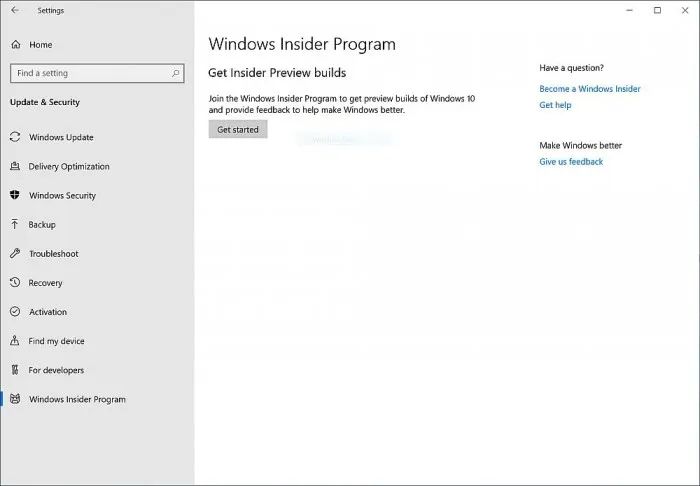 Settings
Home
Find a setting
Update & Security
Windows Update
Delivery Optimization
Windows Security
Backup
Troubleshoot
Recovery
Activation
Find my device
For developers
Windows Insider Program
Windows Insider Program
Get Insider Preview builds
Join the Windows Insider Program to get preview builds of Windows 10
and provide feedback to help make Windows better.
Get started
Have a question?
Become a Windows Insider
Get help
Make Windows better
Give us feedback